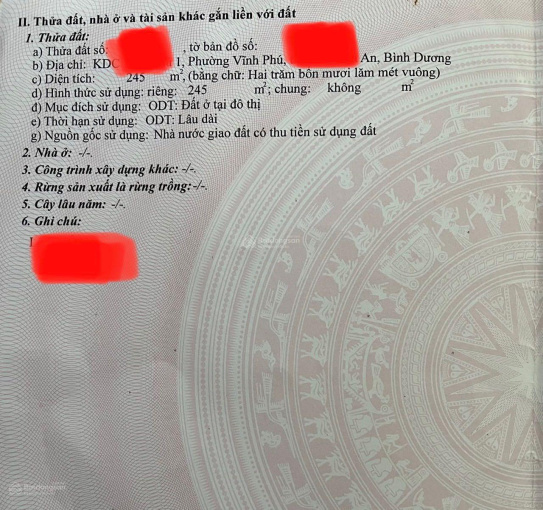 II. Thửa đất, nhà ở và tài sản khác gắn liền với đất
1. Thửa đất:
a) Thửa đất số: , tờ bản đồ số:
b) Địa chỉ: KDC I, Phường Vĩnh Phú, An, Bình Dương
c) Diện tích: 245 m², (bằng chữ: Hai trăm bốn mươi lăm mét vuông)
d) Hình thức sử dụng: riêng: 245 m²; chung: không m²
đ) Mục đích sử dụng: ODT: Đất ở tại đô thị
e) Thời hạn sử dụng: ODT: Lâu dài
g) Nguồn gốc sử dụng: Nhà nước giao đất có thu tiền sử dụng đất
2. Nhà ở: -/-.
3. Công trình xây dựng khác: -/-.
4. Rừng sản xuất là rừng trồng: -/-.
5. Cây lâu năm: -/-.
6. Ghi chú:
Batdongsan
Batdongsan